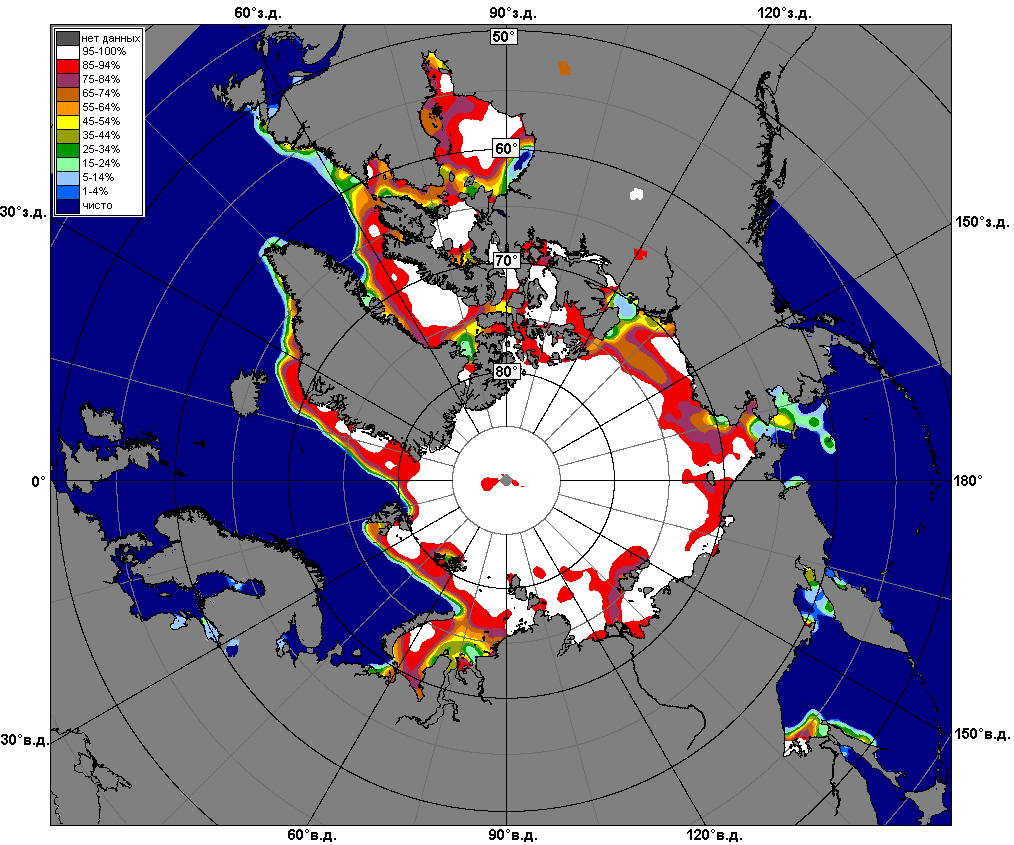 60°з.д.
90°з.д.
120°з.д.
50°
нет данных
95-100%
85-94%
75-84%
65-74%
55-64%
45-54%
35-44%
25-34%
15-24%
5-14%
1-4%
чисто
60°
30°з.д.
150°з.д.
70°
80°
0°
180°
30°в.д.
150°в.д.
60°в.д.
90°в.д.
120°в.д.